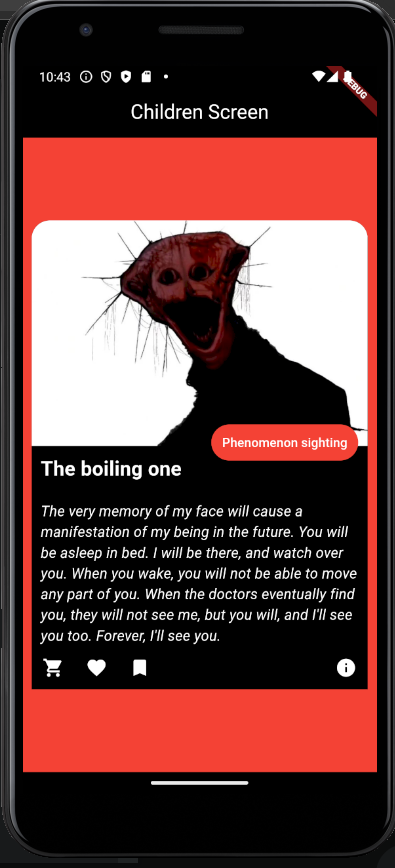 10:43
DEBUG
Children Screen
Phenomenon sighting
The boiling one
The very memory of my face will cause a
manifestation of my being in the future. You will
be asleep in bed. I will be there, and watch over
you. When you wake, you will not be able to move
any part of you. When the doctors eventually find
you, they will not see me, but you will, and I'll see
you too. Forever, I'll see you.